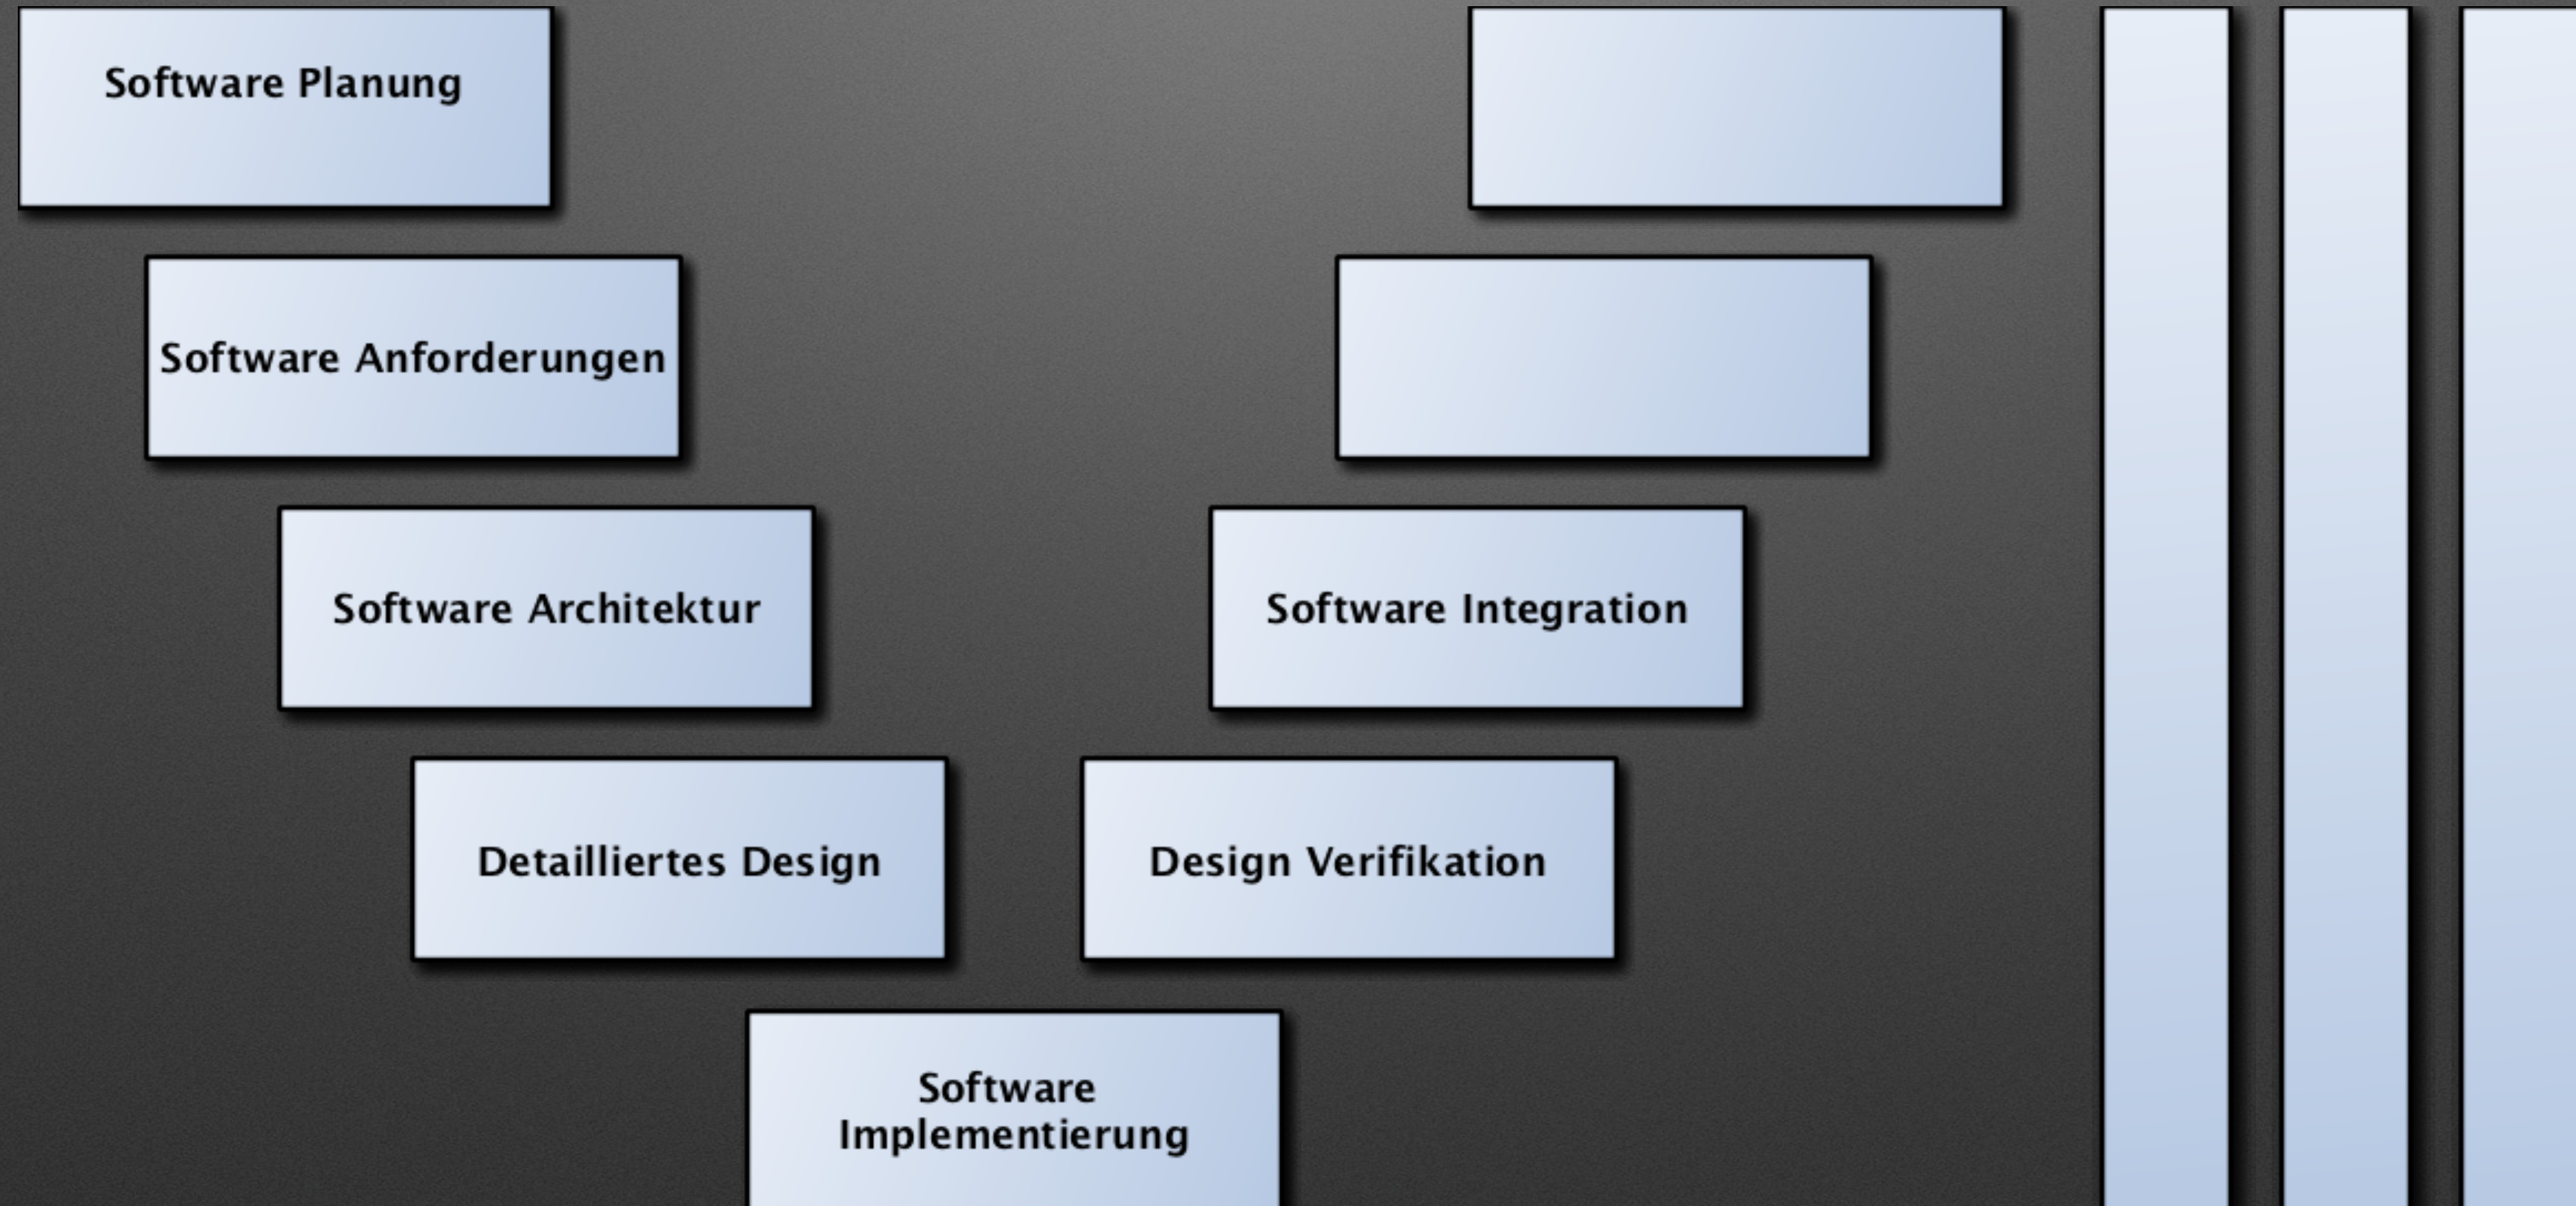 Software Planung
Software Anforderungen
Software Architektur
Software Integration
Detailliertes Design
Design Verifikation
Software
Implementierung